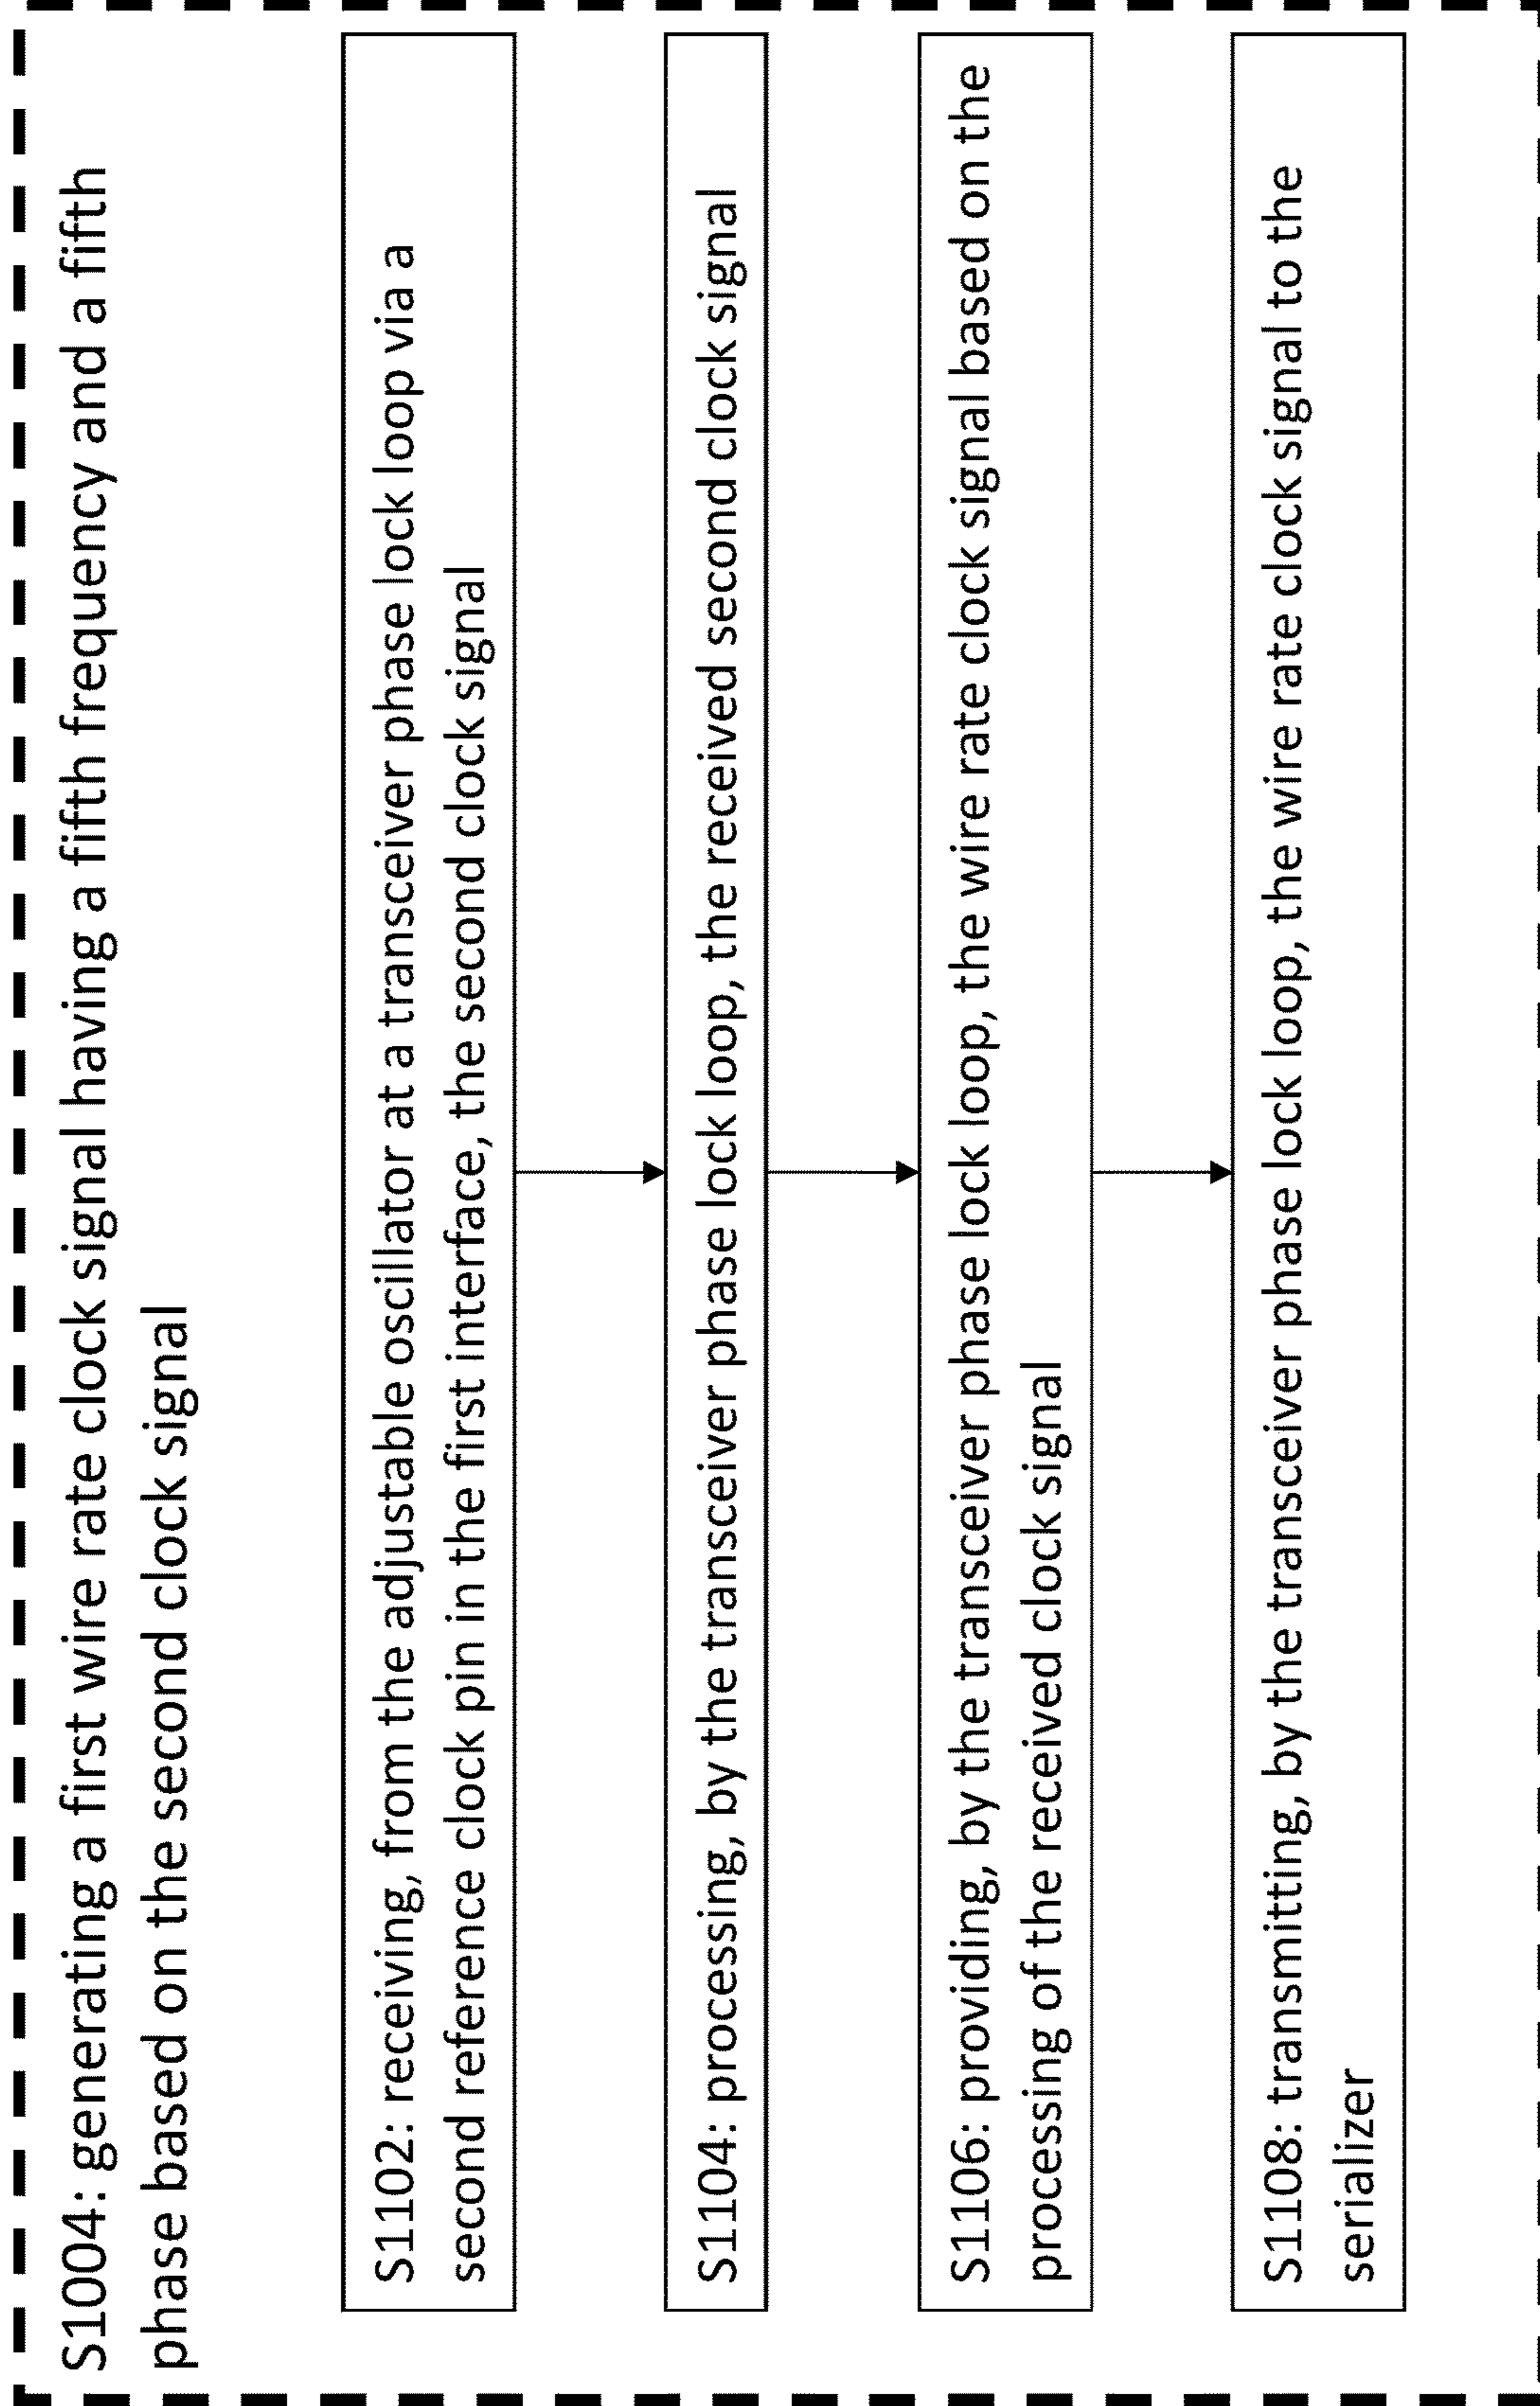 S1004: generating a first wire rate clock signal having a fifth frequency and a fifth
phase based on the second clock signal
S1102: receiving, from the adjustable oscillator at a transceiver phase lock loop via a
second reference clock pin in the first interface, the second clock signal
S1104: processing, by the transceiver phase lock loop, the received second clock signal
S1106: providing, by the transceiver phase lock loop, the wire rate clock signal based on the
processing of the received clock signal
S1108: transmitting, by the transceiver phase lock loop, the wire rate clock signal to the
serializer